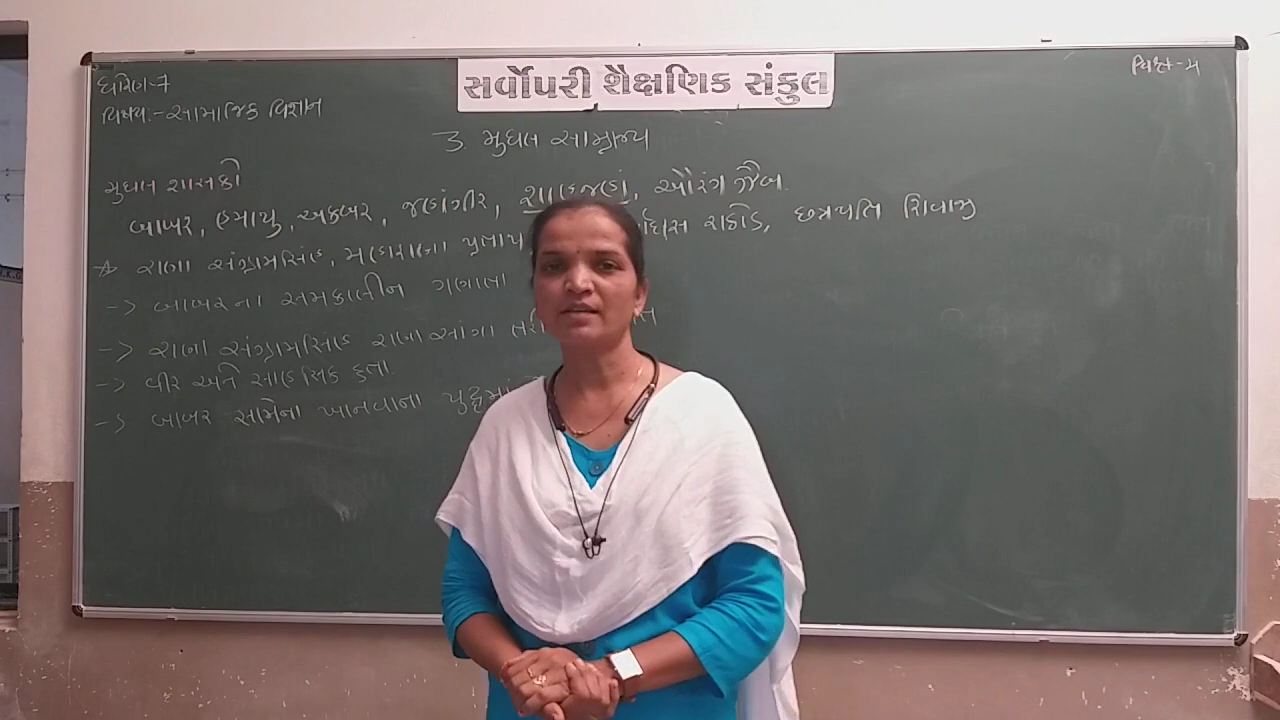 સર્વોપરી શૈક્ષણિક સંકુલ
ધોરણ-7
વિષય:- સામાજિક વિજ્ઞાન
3. મુઘલ સામ્રાજ્ય
મુઘલ શાસકો
બાબર, હુમાયુ, અકબર, જહાંગીર, શાહજહાં, ઔરંગઝેબ.
રાણા સંગ્રામસિંહ, મહારાણા પ્રતાપ રાઠોડ, છત્રપતિ શિવાજી
-> બાબરના સમકાલીન ગણાતા
-> રાણા સંગ્રામસિંહ રાણા સાંગા
-> વીર અને સાહસિક હતા
-> બાબર સામેના ખાનવાના યુદ્ધમાં